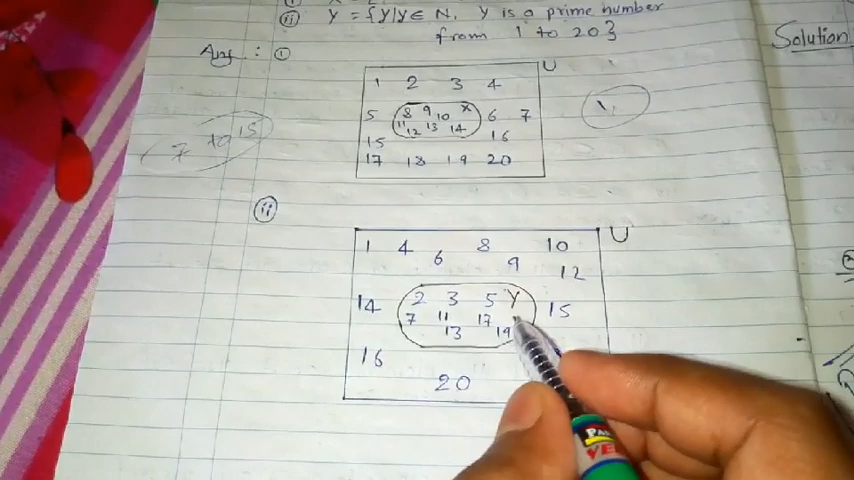 ii Y = {Y|Y ∈ N, Y is a prime number
from 1 to 20}
Solution
Ans : i
U
1 2 3 4
5 8 9 10 X 6 7
11 12 13 14
15 16
17 18 19 20
7 to 15
ii
U
1 4 6 8 9 10
12
14 2 3 5 Y 15
7 11 13 17 19
16
20